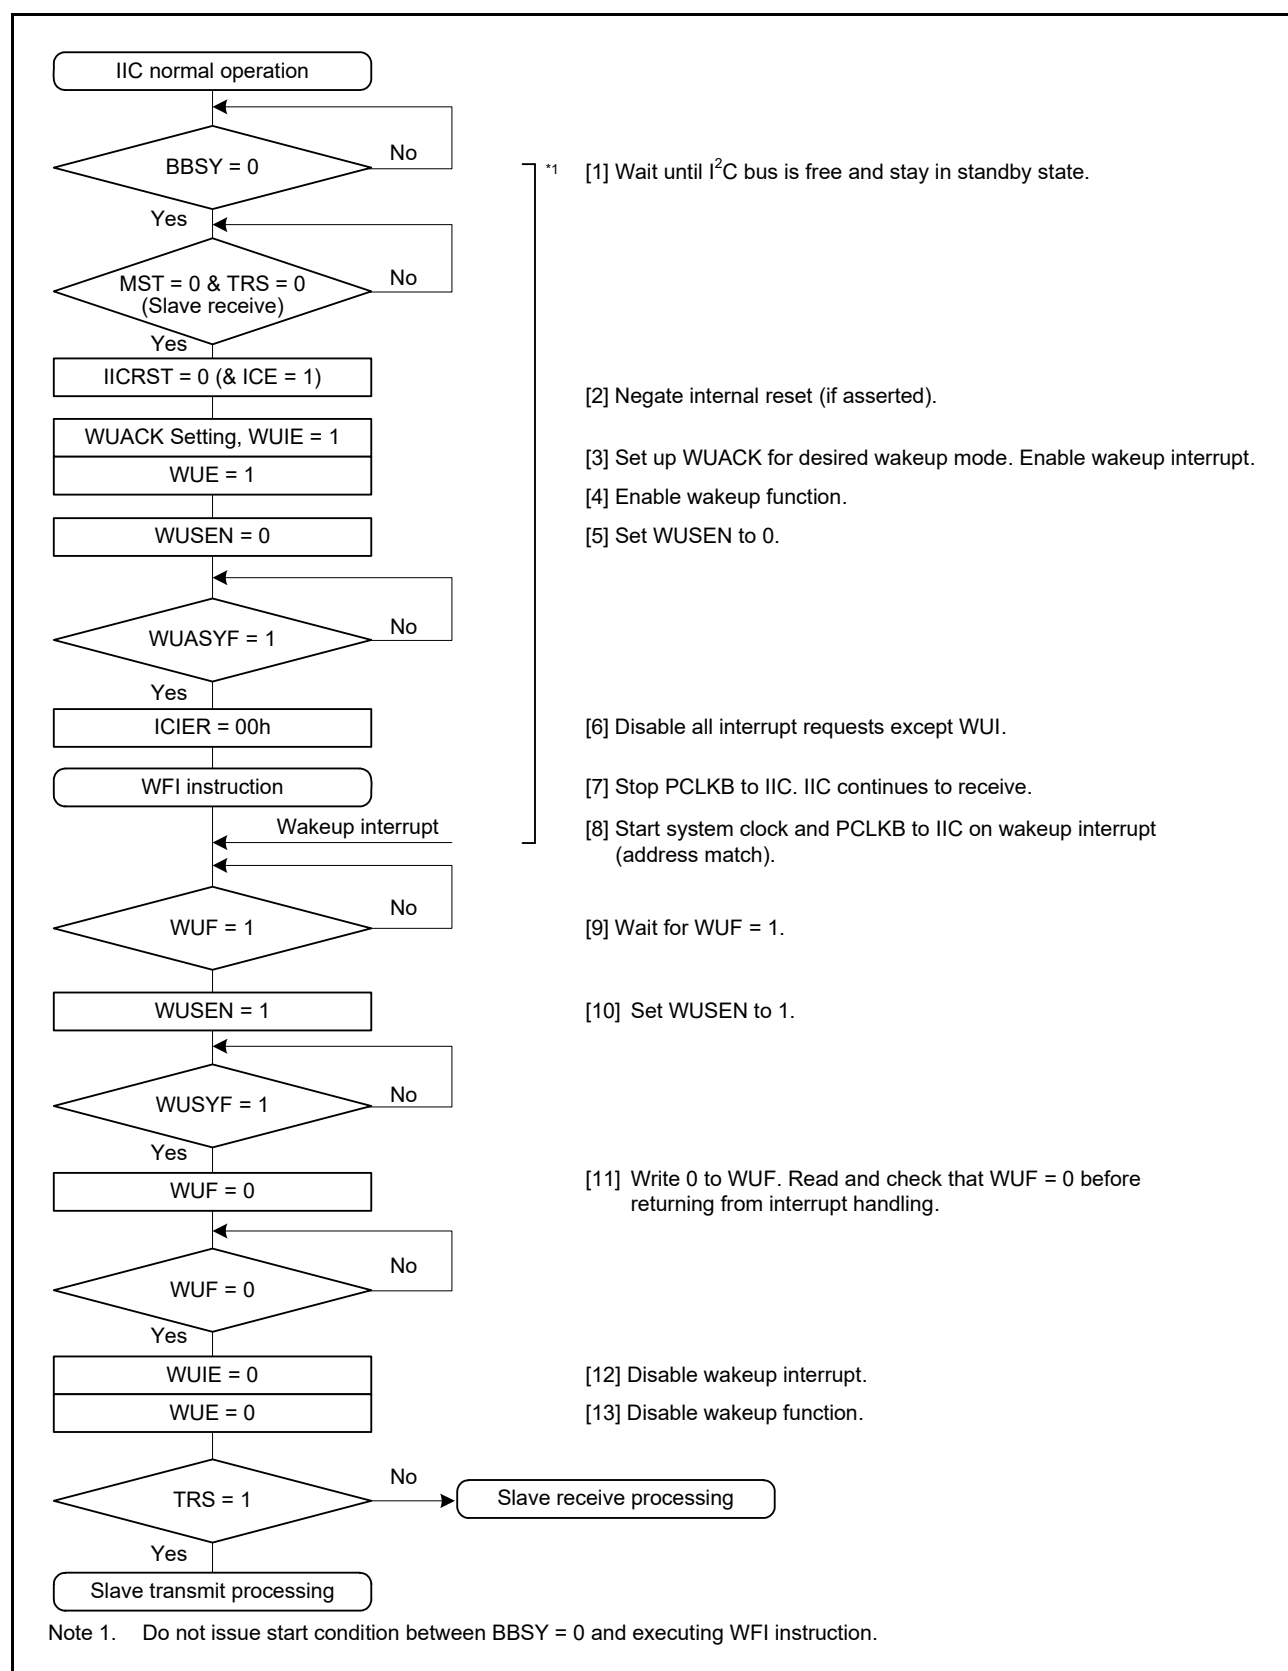 IIC normal operation
BBSY = 0
No
*1
[1] Wait until I²C bus is free and stay in standby state.
Yes
MST = 0 & TRS = 0
(Slave receive)
No
Yes
IICRST = 0 (& ICE = 1)
[2] Negate internal reset (if asserted).
WUACK Setting, WUIE = 1
[3] Set up WUACK for desired wakeup mode. Enable wakeup interrupt.
WUE = 1
[4] Enable wakeup function.
WUSEN = 0
[5] Set WUSEN to 0.
WUASYF = 1
No
Yes
ICIER = 00h
[6] Disable all interrupt requests except WUI.
WFI instruction
[7] Stop PCLKB to IIC. IIC continues to receive.
Wakeup interrupt
[8] Start system clock and PCLKB to IIC on wakeup interrupt
(address match).
WUF = 1
No
[9] Wait for WUF = 1.
WUSEN = 1
[10] Set WUSEN to 1.
WUSYF = 1
No
Yes
WUF = 0
[11] Write 0 to WUF. Read and check that WUF = 0 before
returning from interrupt handling.
WUF = 0
No
Yes
WUIE = 0
[12] Disable wakeup interrupt.
WUE = 0
[13] Disable wakeup function.
TRS = 1
No
Slave receive processing
Yes
Slave transmit processing
Note 1. Do not issue start condition between BBSY = 0 and executing WFI instruction.